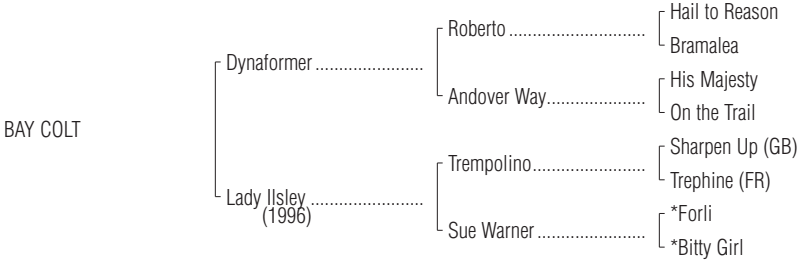 Hail to Reason
Roberto ..............................
Bramalea
Dynaformer .......................
His Majesty
Andover Way.....................
On the Trail
BAY COLT
Sharpen Up (GB)
Trempolino........................
Trephine (FR)
Lady Ilsley ........................
(1996)
*Forli
Sue Warner .......................
*Bitty Girl